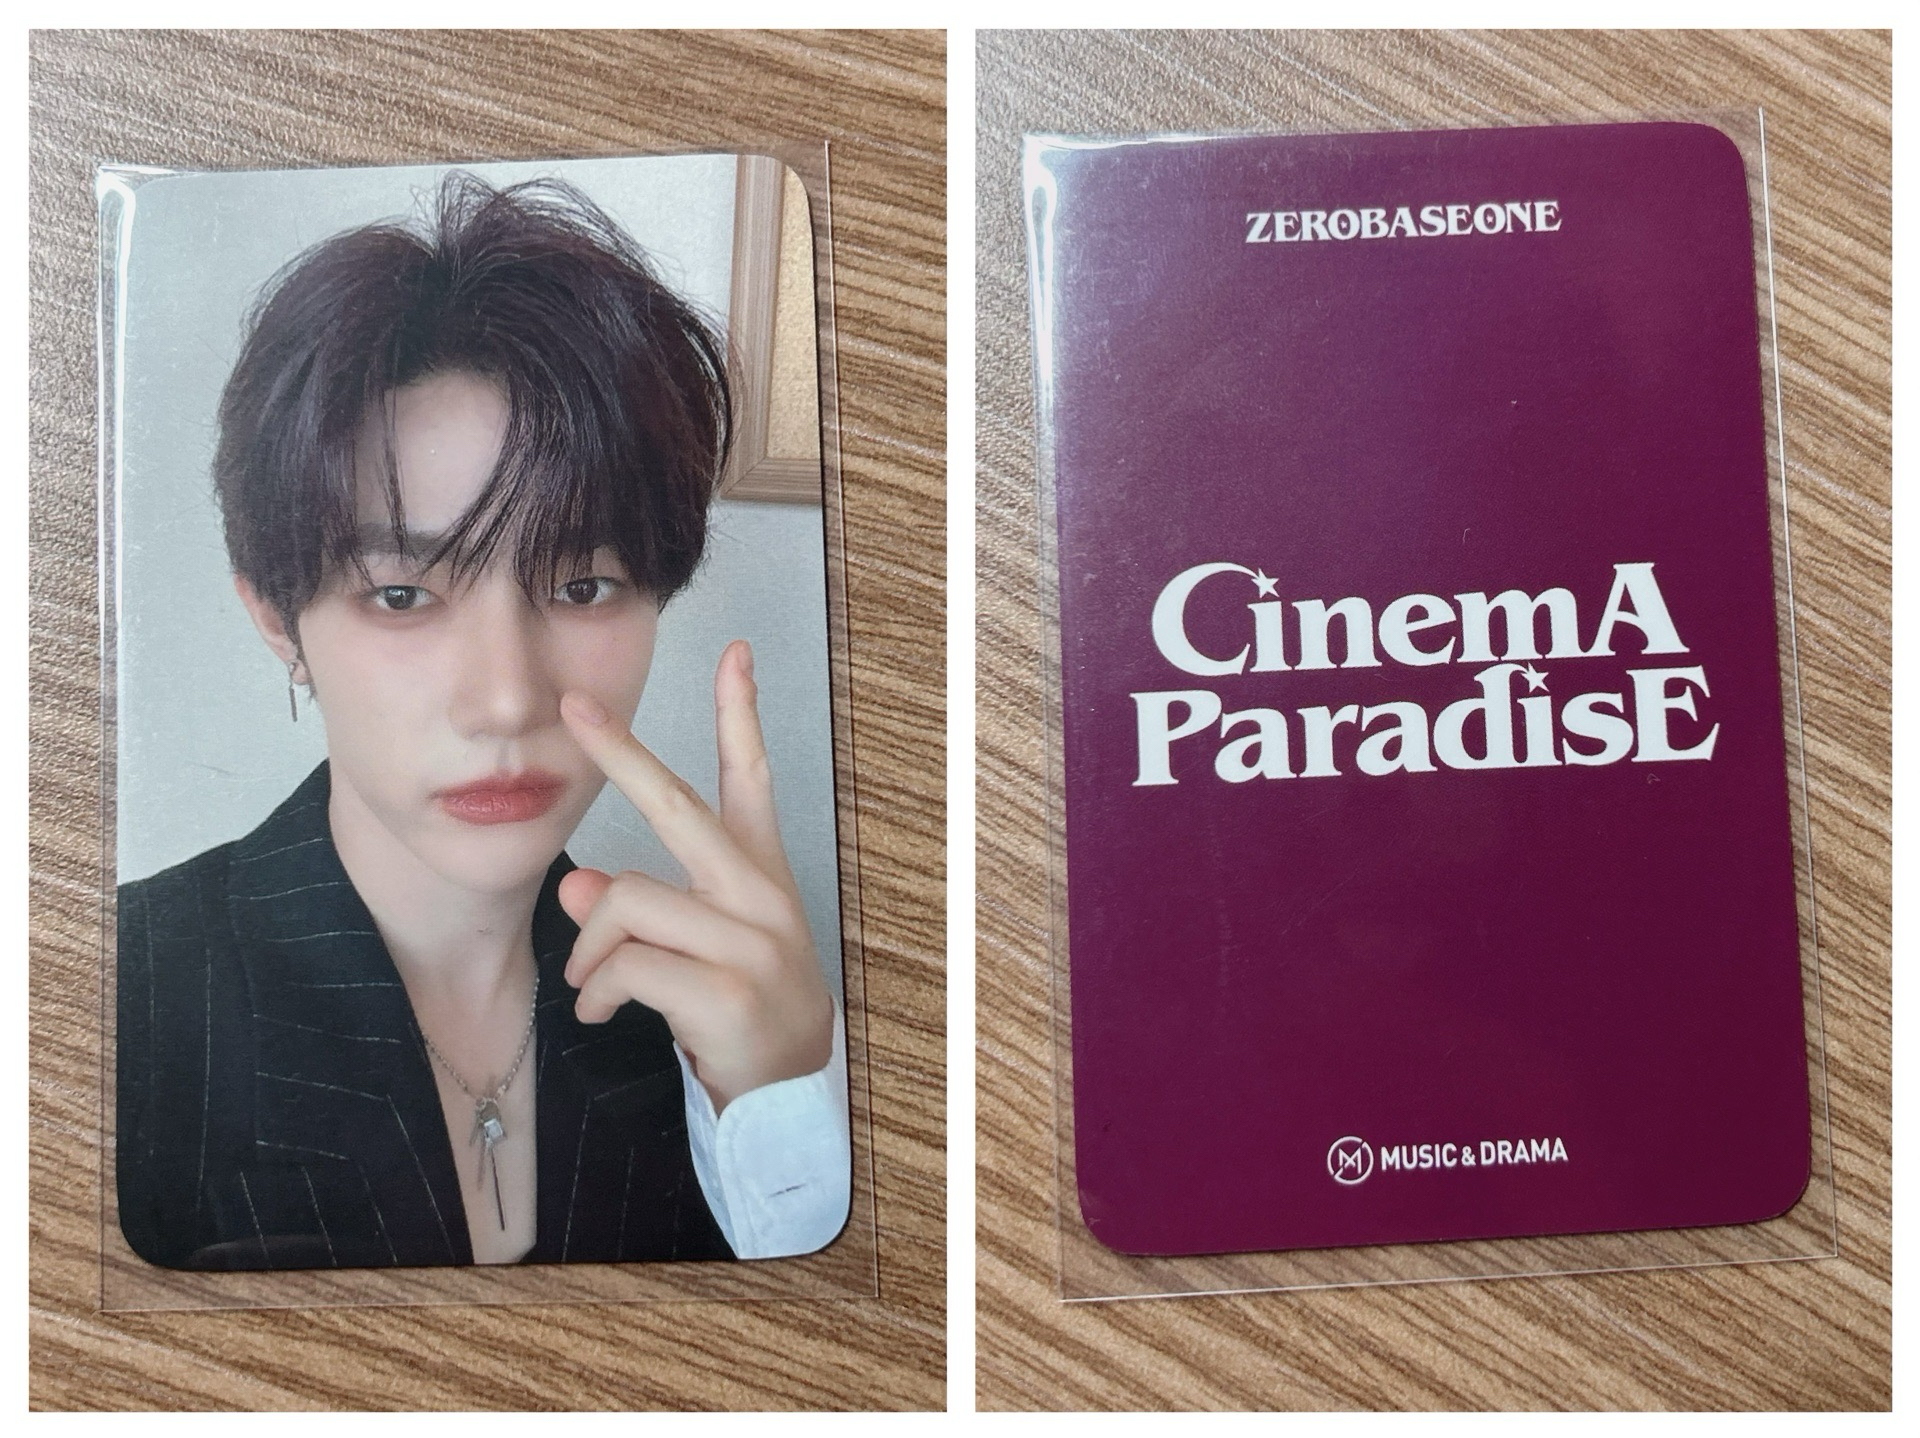 ZEROBASEONE
CinemA
ParadisE
MUSIC & DRAMA